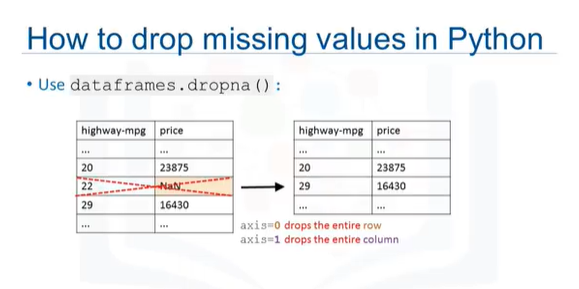 How to drop missing values in Python
• Use dataframes.dropna():
highway-mpg price
... ...
20 23875
22 NaN
29 16430
... ...
highway-mpg price
... ...
20 23875
29 16430
... ...
axis=0 drops the entire row
axis=1 drops the entire column